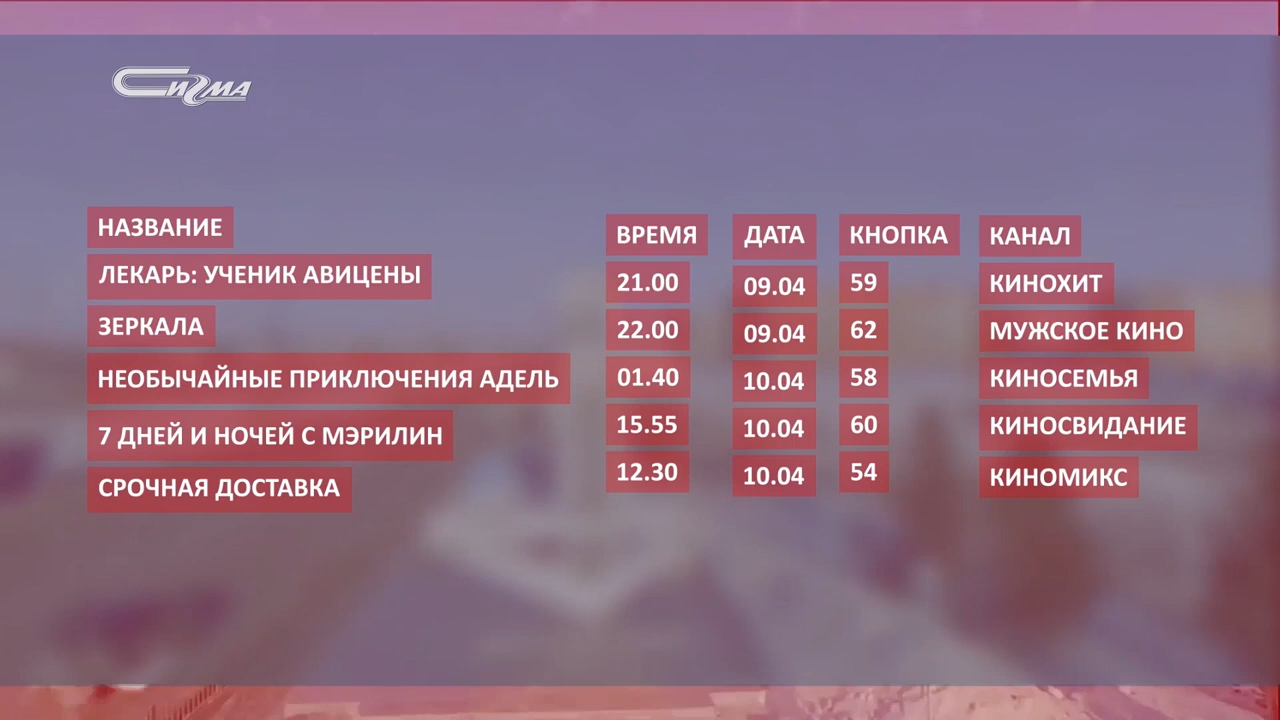 Сигма
НАЗВАНИЕ ВРЕМЯ ДАТА КНОПКА КАНАЛ
ЛЕКАРЬ: УЧЕНИК АВИЦЕНЫ 21.00 09.04 59 КИНОХИТ
ЗЕРКАЛА 22.00 09.04 62 МУЖСКОЕ КИНО
НЕОБЫЧАЙНЫЕ ПРИКЛЮЧЕНИЯ АДЕЛЬ 01.40 10.04 58 КИНОСЕМЬЯ
7 ДНЕЙ И НОЧЕЙ С МЭРИЛИН 15.55 10.04 60 КИНОСВИДАНИЕ
СРОЧНАЯ ДОСТАВКА 12.30 10.04 54 КИНОМИКС